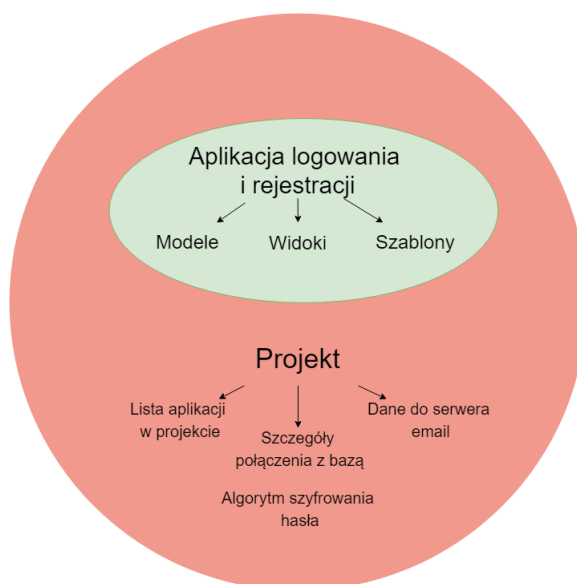 Aplikacja logowania
i rejestracji
Modele
Widoki
Szablony
Projekt
Lista aplikacji
w projekcie
Szczegóły
połączenia z bazą
Dane do serwera
email
Algorytm szyfrowania
hasła